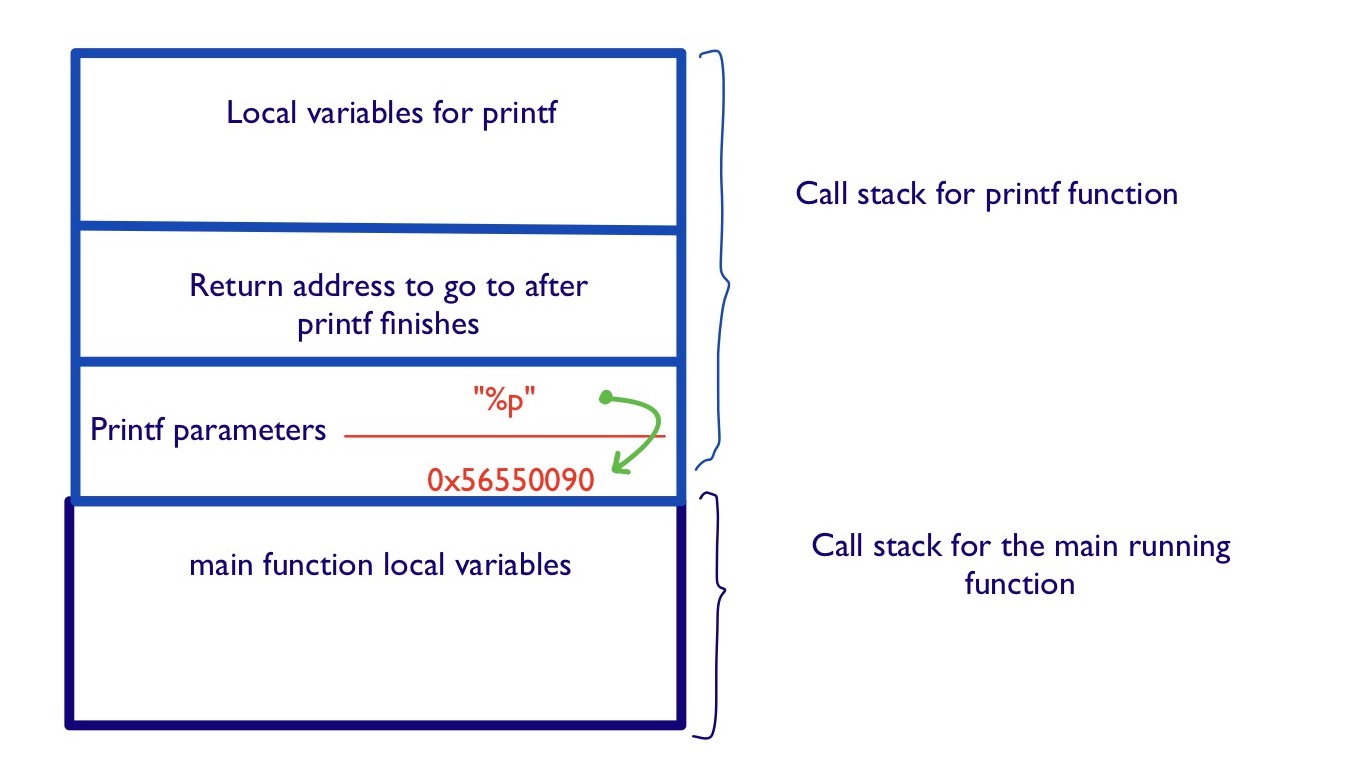 Local variables for printf
Call stack for printf function
Return address to go to after
printf finishes
"%p"
Printf parameters
0x56550090
main function local variables
Call stack for the main running
function